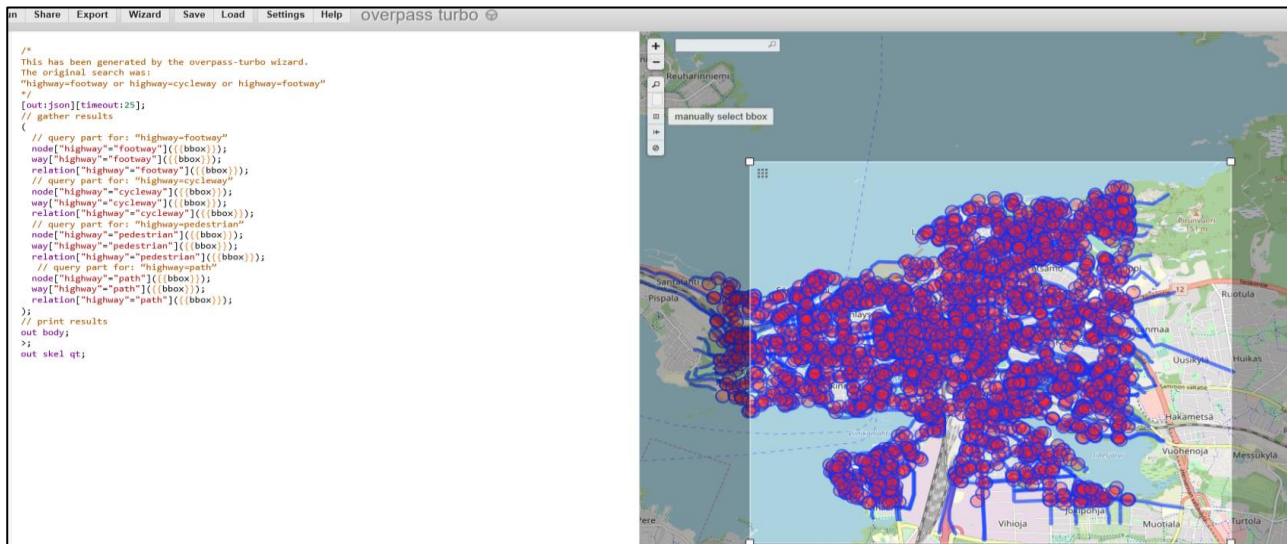 Share Export Wizard Save Load Settings Help overpass turbo
/*
This has been generated by the overpass-turbo wizard.
The original search was:
“highway=footway or highway=cycleway or highway=footway”
*/
[out:json][timeout:25];
// gather results
(
// query part for: “highway=footway”
node["highway"="footway"]({{bbox}});
way["highway"="footway"]({{bbox}});
relation["highway"="footway"]({{bbox}});
// query part for: “highway=cycleway”
node["highway"="cycleway"]({{bbox}});
way["highway"="cycleway"]({{bbox}});
relation["highway"="cycleway"]({{bbox}});
// query part for: “highway=pedestrian”
node["highway"="pedestrian"]({{bbox}});
way["highway"="pedestrian"]({{bbox}});
relation["highway"="pedestrian"]({{bbox}});
// query part for: “highway=path”
node["highway"="path"]({{bbox}});
way["highway"="path"]({{bbox}});
relation["highway"="path"]({{bbox}});
);
// print results
out body;
>;
out skel qt;
+
−
manually select bbox
Reuharinniemi
Santalahti
Pispala
Pirunvuori
151 m
12
Ruotula
Uusikylä
Huikas
Sammon valtatie
Hakametsä
Vuohenoja
Messukylä
Vihioja
Muotiala
Turtola